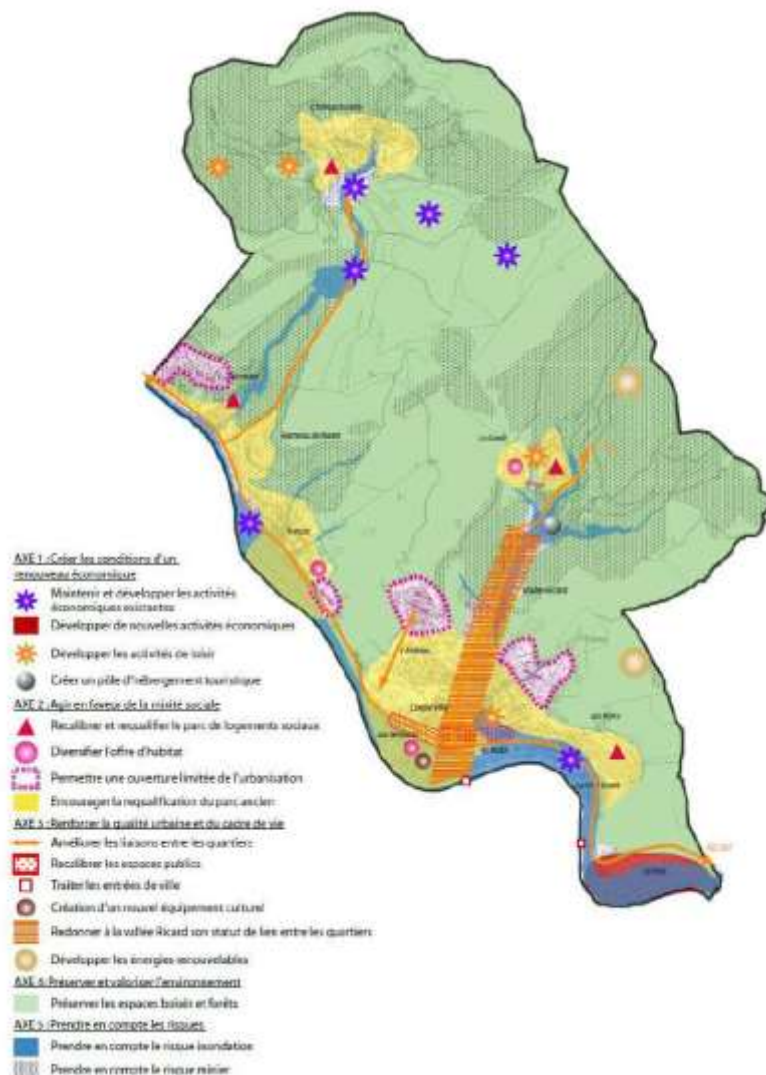 AXE 1 : Créer les conditions d'un
renouveau économique
Maintenir et développer les activités
économiques existantes
Développer de nouvelles activités économiques
Développer les activités de loisir
Créer un pôle d'hébergement touristique
AXE 2 : Agir en faveur de la mixité sociale
Recalibrer et requalifier le parc de logements sociaux
Diversifier l'offre d'habitat
Permettre une ouverture limitée de l'urbanisation
Encourager la requalification du parc ancien
AXE 3 : Renforcer la qualité urbaine et du cadre de vie
Améliorer les liaisons entre les quartiers
Recalibrer les espaces publics
Traiter les entrées de ville
Création d'un nouvel équipement culturel
Redonner à la vallée Ricard son statut de lien entre les quartiers
Développer les énergies renouvelables
AXE 4: Préserver et valoriser l'environnement
Préserver les espaces boisés et forêts
AXE 5 : Prendre en compte les risques
Prendre en compte le risque inondation
Prendre en compte le risque minier